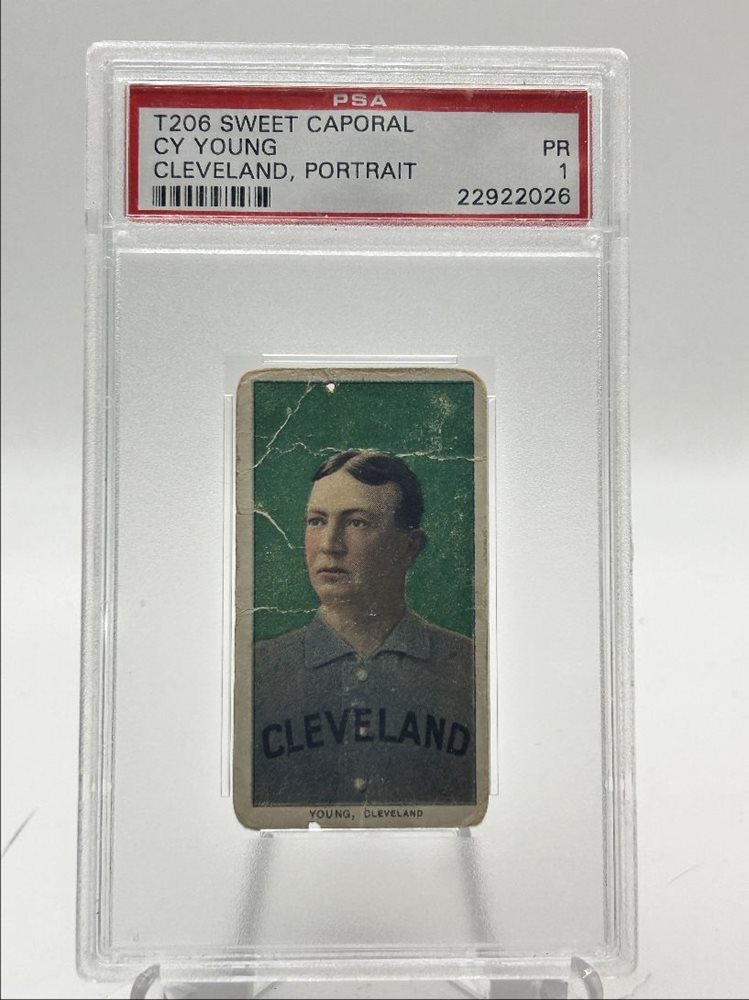 PSA
T206 SWEET CAPORAL
CY YOUNG PR
CLEVELAND, PORTRAIT 1
22922026
CLEVELAND
YOUNG, CLEVELAND